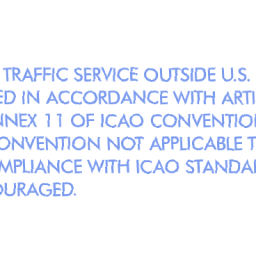 TRAFFIC SERVICE OUTSIDE U.S.
ED IN ACCORDANCE WITH ARTI
NNEX 11 OF ICAO CONVENTIO
ONVENTION NOT APPLICABLE T
MPLIANCE WITH ICAO STANDA
OURAGED.